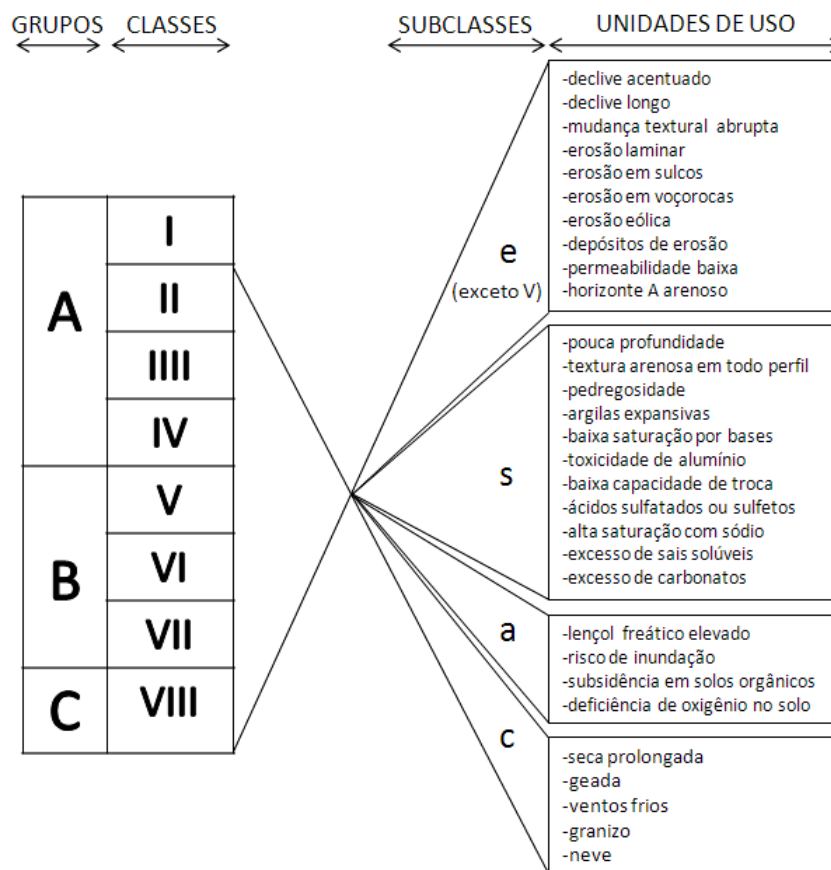 GRUPOS CLASSES SUBCLASSES UNIDADES DE USO
A
I
II
IIII
IV
B
V
VI
VII
C
VIII
e
(exceto V)
-declive acentuado
-declive longo
-mudança textural abrupta
-erosão laminar
-erosão em sulcos
-erosão em voçorocas
-erosão eólica
-depósitos de erosão
-permeabilidade baixa
-horizonte A arenoso
s
-pouca profundidade
-textura arenosa em todo perfil
-pedregosidade
-argilas expansivas
-baixa saturação por bases
-toxicidade de alumínio
-baixa capacidade de troca
-ácidos sulfatados ou sulfetos
-alta saturação com sódio
-excesso de sais solúveis
-excesso de carbonatos
a
-lençol freático elevado
-risco de inundação
-subsidência em solos orgânicos
-deficiência de oxigênio no solo
c
-seca prolongada
-geada
-ventos frios
-granizo
-neve